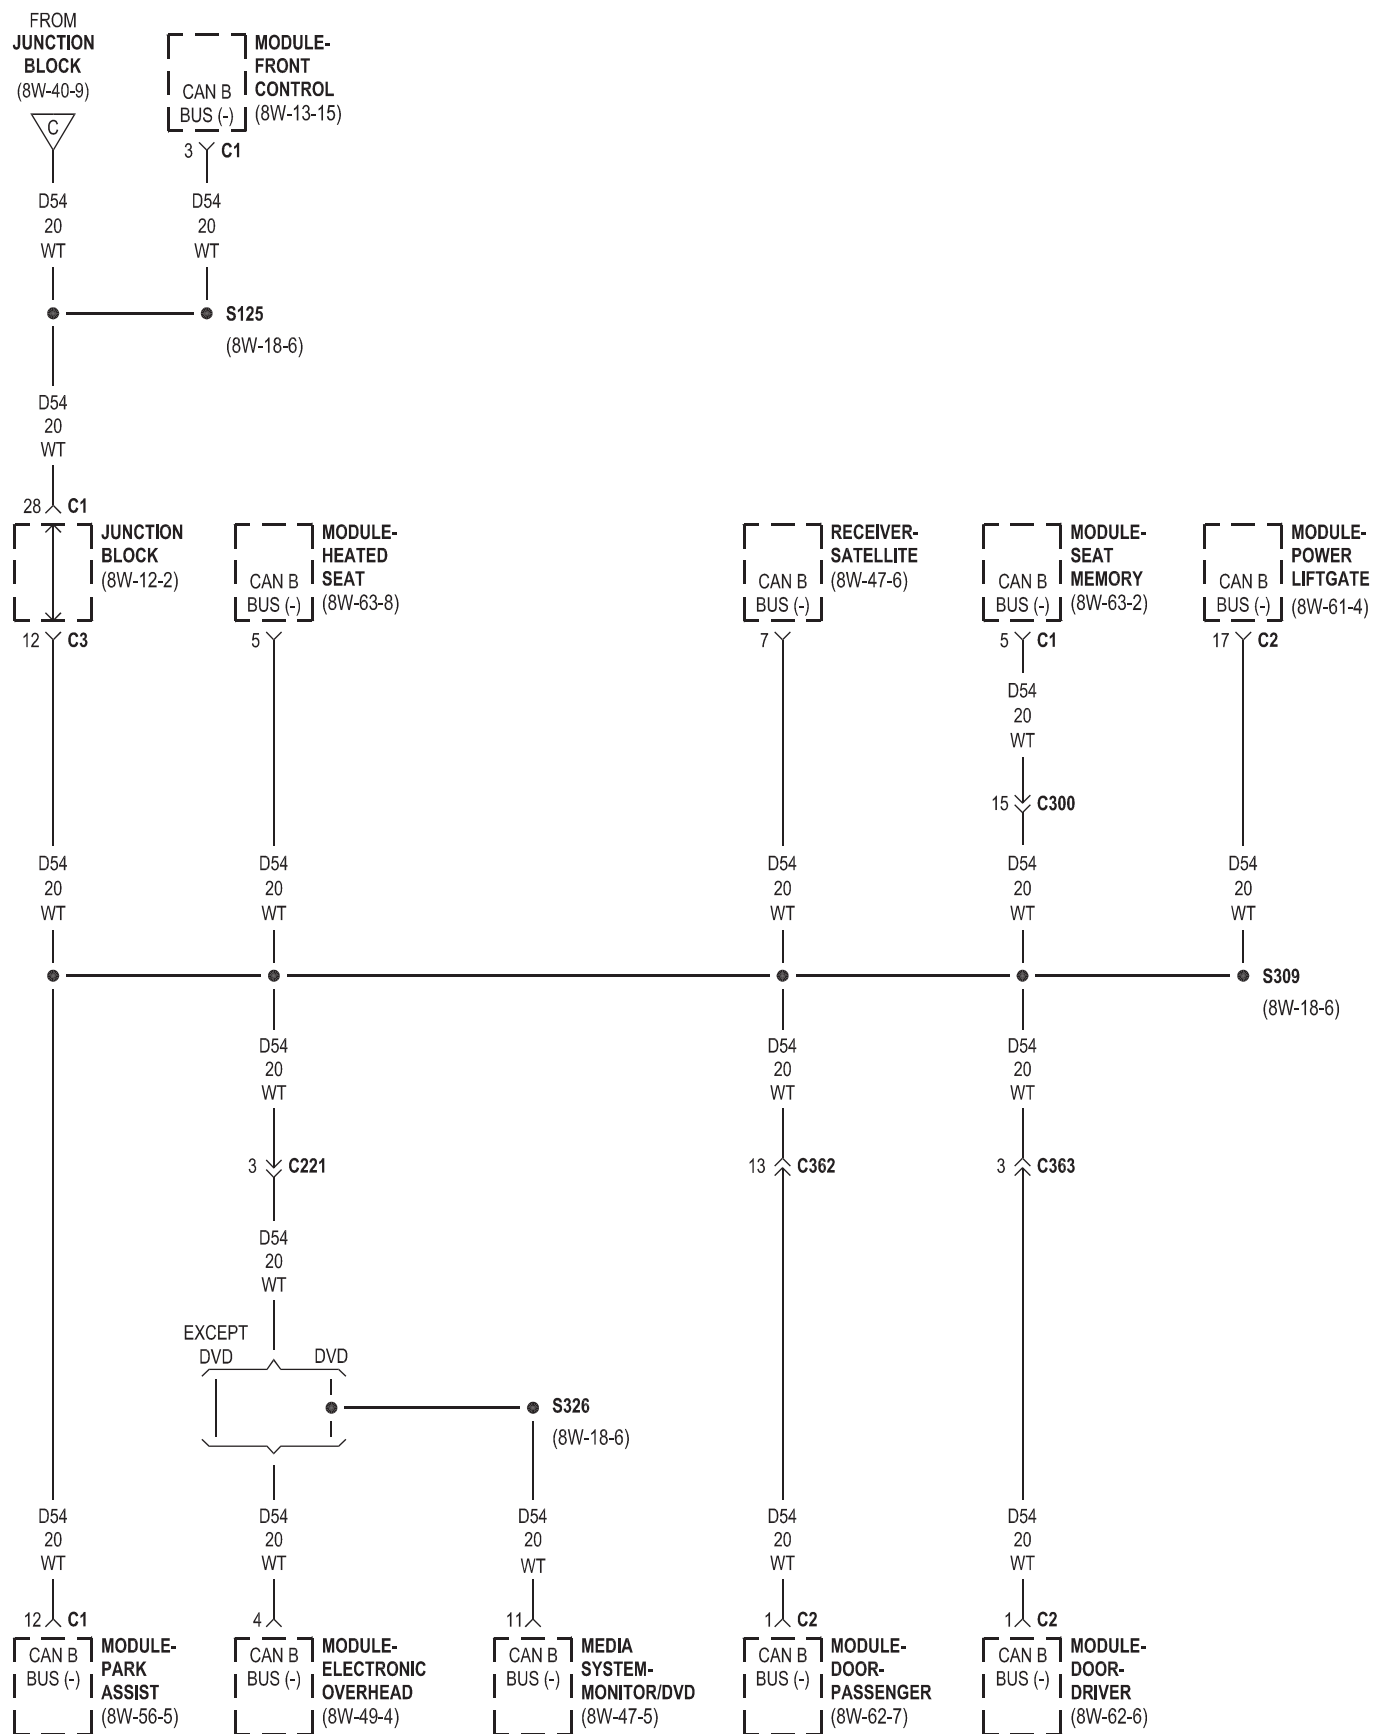 FROM
JUNCTION
BLOCK
(8W-40-9)
C
MODULE-
FRONT
CONTROL
(8W-13-15)
CAN B
BUS (-)
3 C1
D54
20
WT
D54
20
WT
S125
(8W-18-6)
D54
20
WT
28 C1
JUNCTION
BLOCK
(8W-12-2)
12 C3
CAN B
BUS (-)
MODULE-
HEATED
SEAT
(8W-63-8)
5
CAN B
BUS (-)
RECEIVER-
SATELLITE
(8W-47-6)
7
CAN B
BUS (-)
MODULE-
SEAT
MEMORY
(8W-63-2)
5 C1
CAN B
BUS (-)
MODULE-
POWER
LIFTGATE
(8W-61-4)
17 C2
D54
20
WT
15 C300
D54
20
WT
D54
20
WT
D54
20
WT
D54
20
WT
D54
20
WT
S309
(8W-18-6)
D54
20
WT
D54
20
WT
D54
20
WT
3 C221
13 C362
3 C363
D54
20
WT
EXCEPT
DVD
DVD
S326
(8W-18-6)
D54
20
WT
D54
20
WT
D54
20
WT
D54
20
WT
D54
20
WT
12 C1
CAN B
BUS (-)
MODULE-
PARK
ASSIST
(8W-56-5)
4
CAN B
BUS (-)
MODULE-
ELECTRONIC
OVERHEAD
(8W-49-4)
11
CAN B
BUS (-)
MEDIA
SYSTEM-
MONITOR/DVD
(8W-47-5)
1 C2
CAN B
BUS (-)
MODULE-
DOOR-
PASSENGER
(8W-62-7)
1 C2
CAN B
BUS (-)
MODULE-
DOOR-
DRIVER
(8W-62-6)